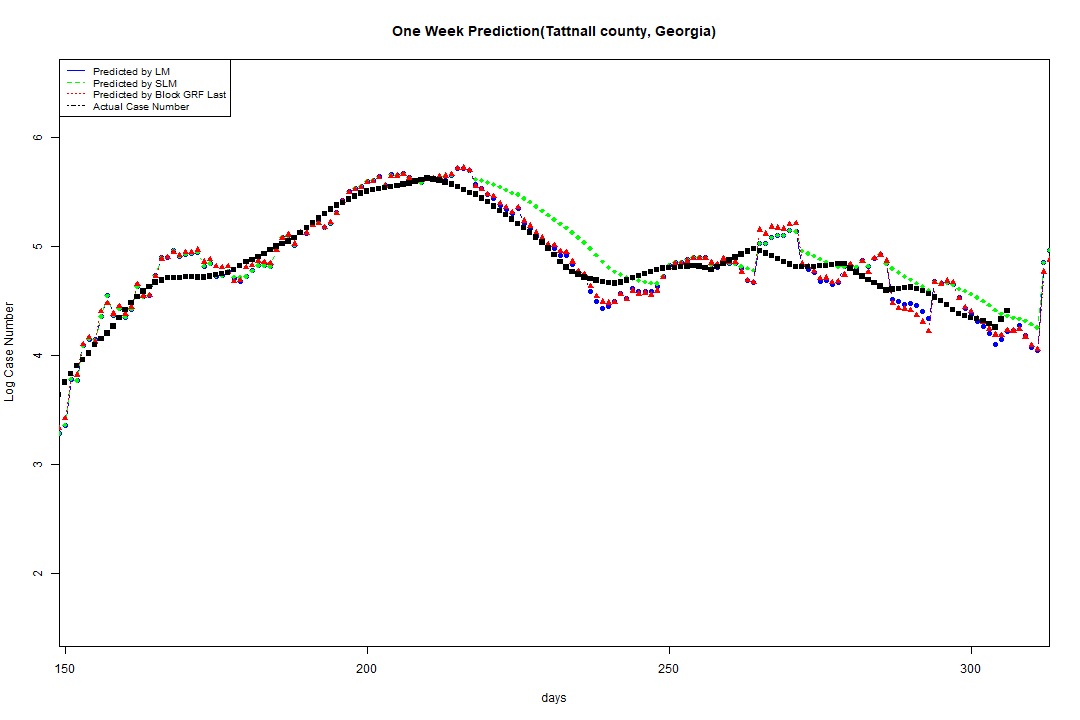 One Week Prediction(Tattnall county, Georgia)
Predicted by LM
Predicted by SLM
Predicted by Block GRF Last
Actual Case Number
6
5
4
3
2
Log Case Number
150 200 250 300
days